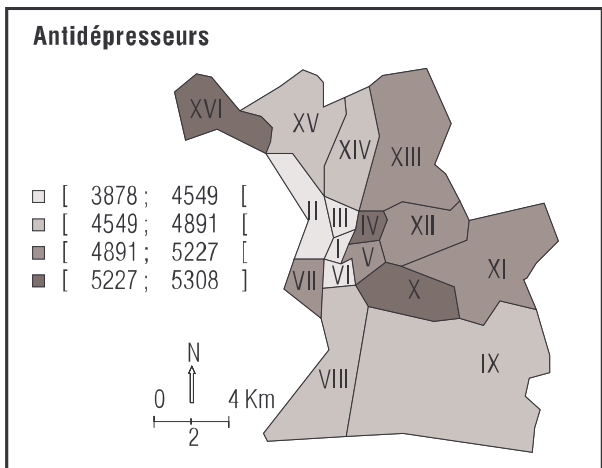 Antidépresseurs
XVI
XV
XIV
XIII
II
III
IV
XII
I
V
VI
VII
X
XI
VIII
IX
[ 3878 ; 4549 [
[ 4549 ; 4891 [
[ 4891 ; 5227 [
[ 5227 ; 5308 ]
N
0 4 Km
2